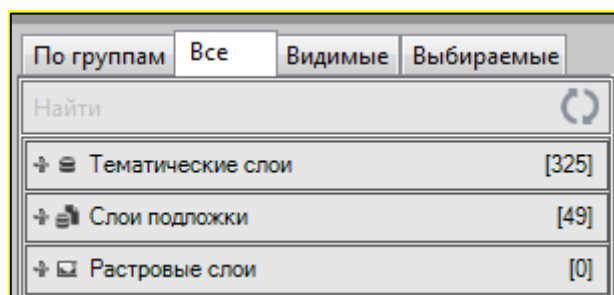 По группам Все Видимые Выбираемые
Найти
Тематические слои [325]
Слои подложки [49]
Растровые слои [0]